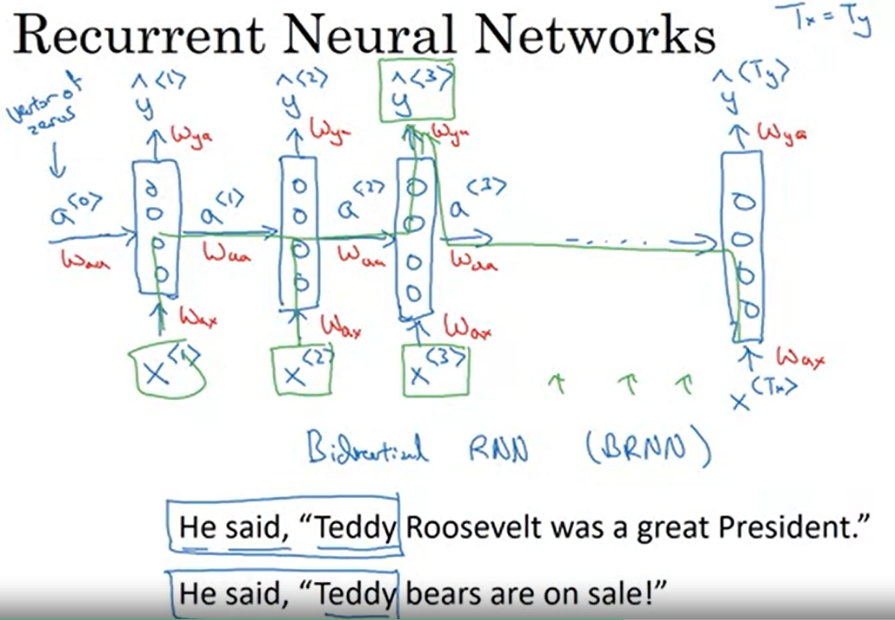 Recurrent Neural Networks
Tx = Ty
vector of zeros
ŷ<1> ŷ<2> ŷ<3> ŷ<Ty>
Wya Wya Wya Wya
a<0> a<1> a<2> a<3>
Waa Waa Waa Waa
Wax Wax Wax Wax
x<1> x<2> x<3> x<Tx>
Bidirectional RNN (BRNN)
He said, “Teddy Roosevelt was a great President.”
He said, “Teddy bears are on sale!”